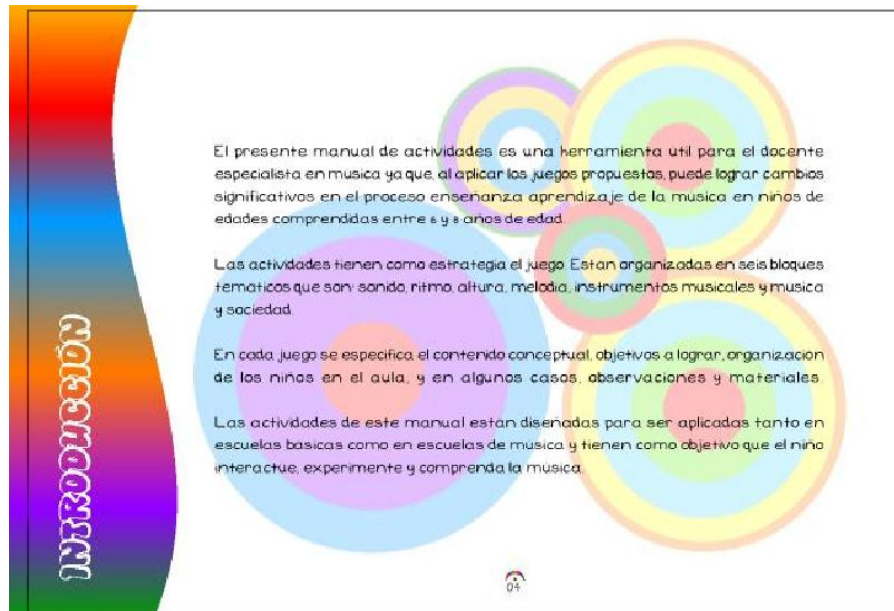 INTRODUCCIÓN
El presente manual de actividades es una herramienta util para el docente
especialista en musica ya que, al aplicar los juegos propuestos, puede lograr cambios
significativos en el proceso enseñanza aprendizaje de la música en niños de
edades comprendidas entre 6 y 8 años de edad.
Las actividades tienen como estrategia el juego. Estan organizadas en seis bloques
tematicos que son: sonido, ritmo, altura, melodia, instrumentos musicales y musica
y sociedad.
En cada juego se especifica el contenido conceptual, objetivos a lograr, organización
de los niños en el aula, y en algunos casos, observaciones y materiales.
Las actividades de este manual estan diseñadas para ser aplicadas tanto en
escuelas basicas como en escuelas de música y tienen como objetivo que el niño
interactue, experimente y comprenda la música.
04